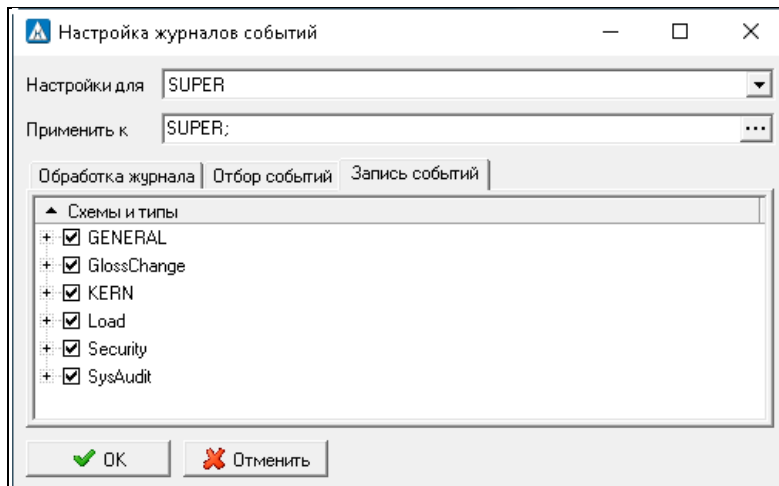 Настройка журналов событий
Настройки для SUPER
Применить к SUPER; ...
Обработка журнала Отбор событий Запись событий
Схемы и типы
GENERAL
GlossChange
KERN
Load
Security
SysAudit
OK Отменить